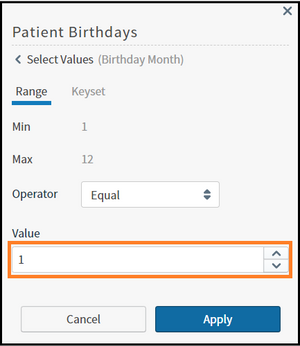 Patient Birthdays
Select Values (Birthday Month)
Range Keyset
Min 1
Max 12
Operator Equal
Value
1
Cancel Apply